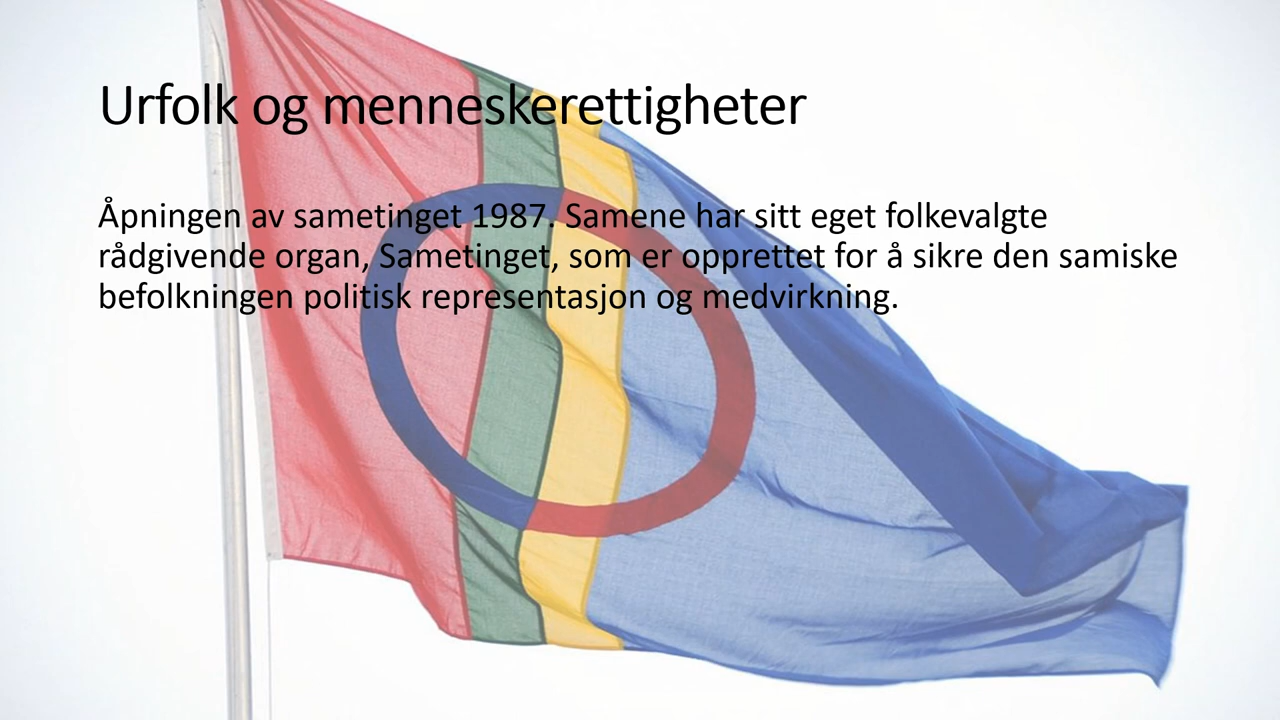 Urfolk og menneskerettigheter
Åpningen av sametinget 1987. Samene har sitt eget folkevalgte
rådgivende organ, Sametinget, som er opprettet for å sikre den samiske
befolkningen politisk representasjon og medvirkning.